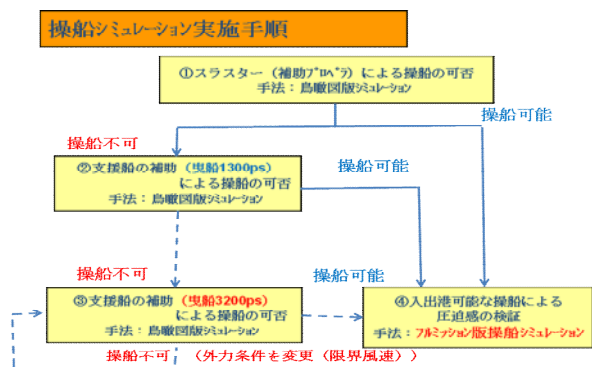 操船シミュレーション実施手順
①スラスター（補助プロペラ）による操船の可否
手法：鳥瞰図版シミュレーション
操船可能
操船不可
②支援船の補助（曳船1300ps）
による操船の可否
手法：鳥瞰図版シミュレーション
操船可能
操船不可
操船可能
③支援船の補助（曳船3200ps）
による操船の可否
手法：鳥瞰図版シミュレーション
④入出港可能な操船による
圧迫感の検証
手法：フルミッション版操船シミュレーション
操船不可　（外力条件を変更（限界風速））